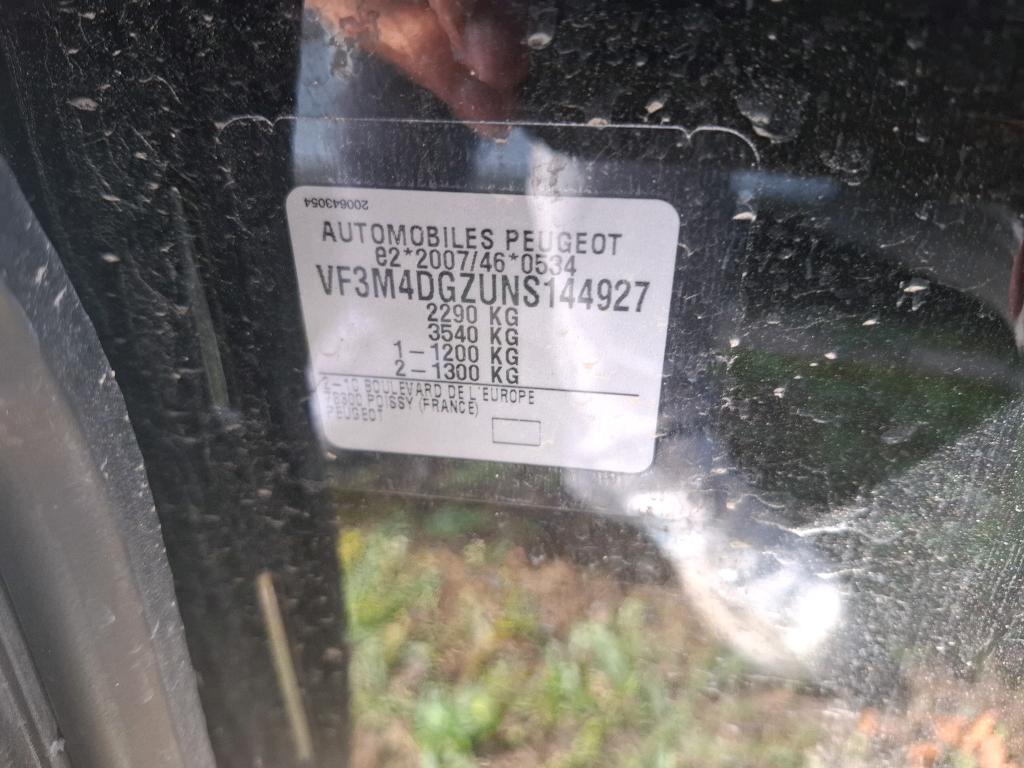 200643054
AUTOMOBILES PEUGEOT
e2*2007/46*0534
VF3M4DGZUNS144927
2290 KG
3540 KG
1-1200 KG
2-1300 KG
2-10 BOULEVARD DE L'EUROPE
78300 POISSY (FRANCE)
PEUGEOT